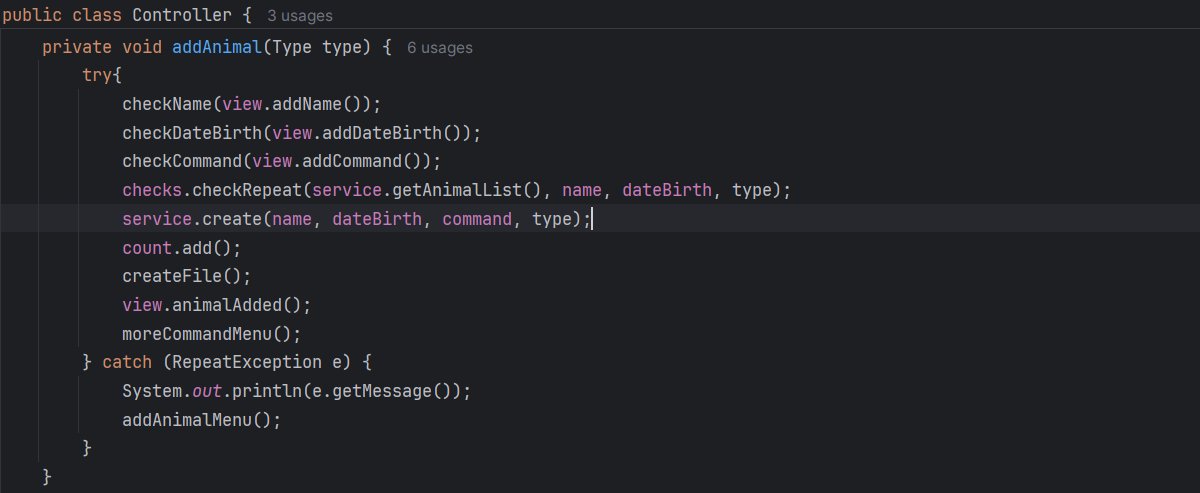 public class Controller { 3 usages
    private void addAnimal(Type type) { 6 usages
        try{
            checkName(view.addName());
            checkDateBirth(view.addDateBirth());
            checkCommand(view.addCommand());
            checks.checkRepeat(service.getAnimalList(), name, dateBirth, type);
            service.create(name, dateBirth, command, type);
            count.add();
            createFile();
            view.animalAdded();
            moreCommandMenu();
        } catch (RepeatException e) {
            System.out.println(e.getMessage());
            addAnimalMenu();
        }
    }